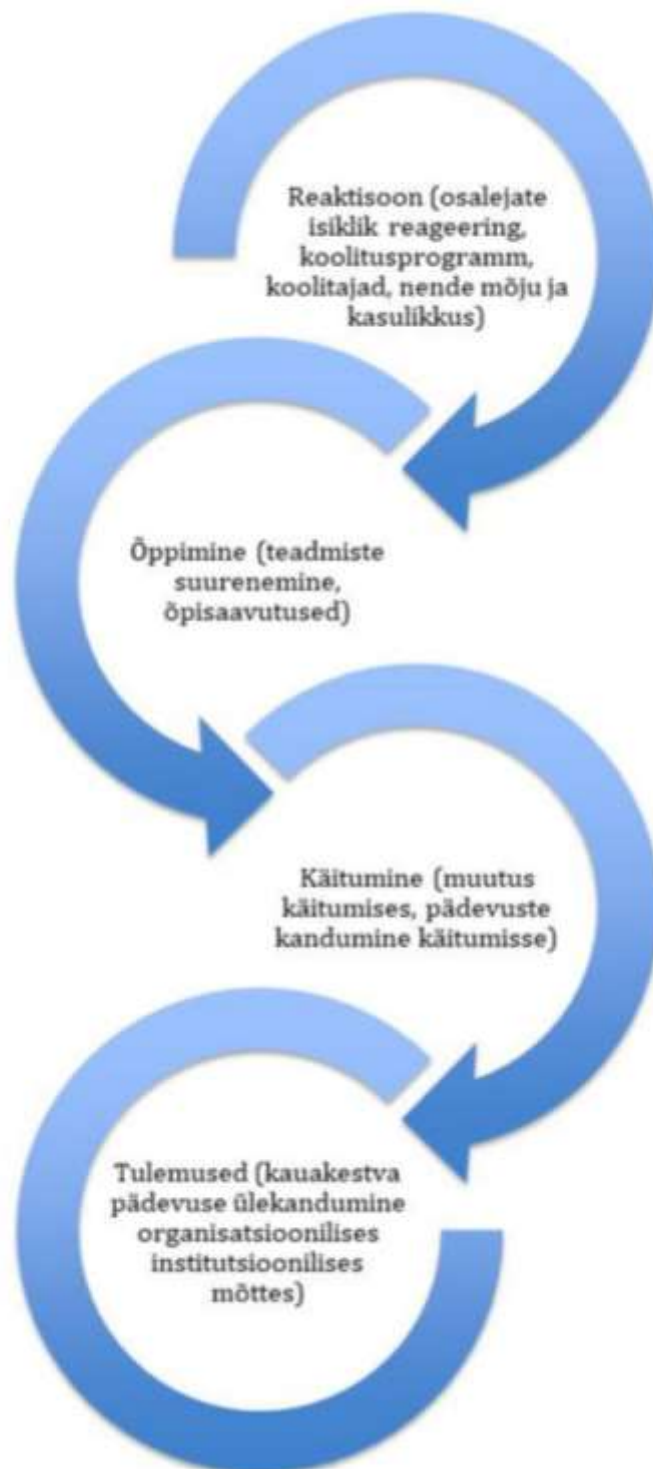 Reaktisoon (osalejate
isiklik reageering,
koolitusprogramm,
koolitajad, nende mõju ja
kasulikkus)
Õppimine (teadmiste
suurenemine,
õpisaavutused)
Käitumine (muutus
käitumises, pädevuste
kandumine käitumisse)
Tulemused (kauakestva
pädevuse ülekandumine
organisatsioonilises
institutsioonilises
mõttes)